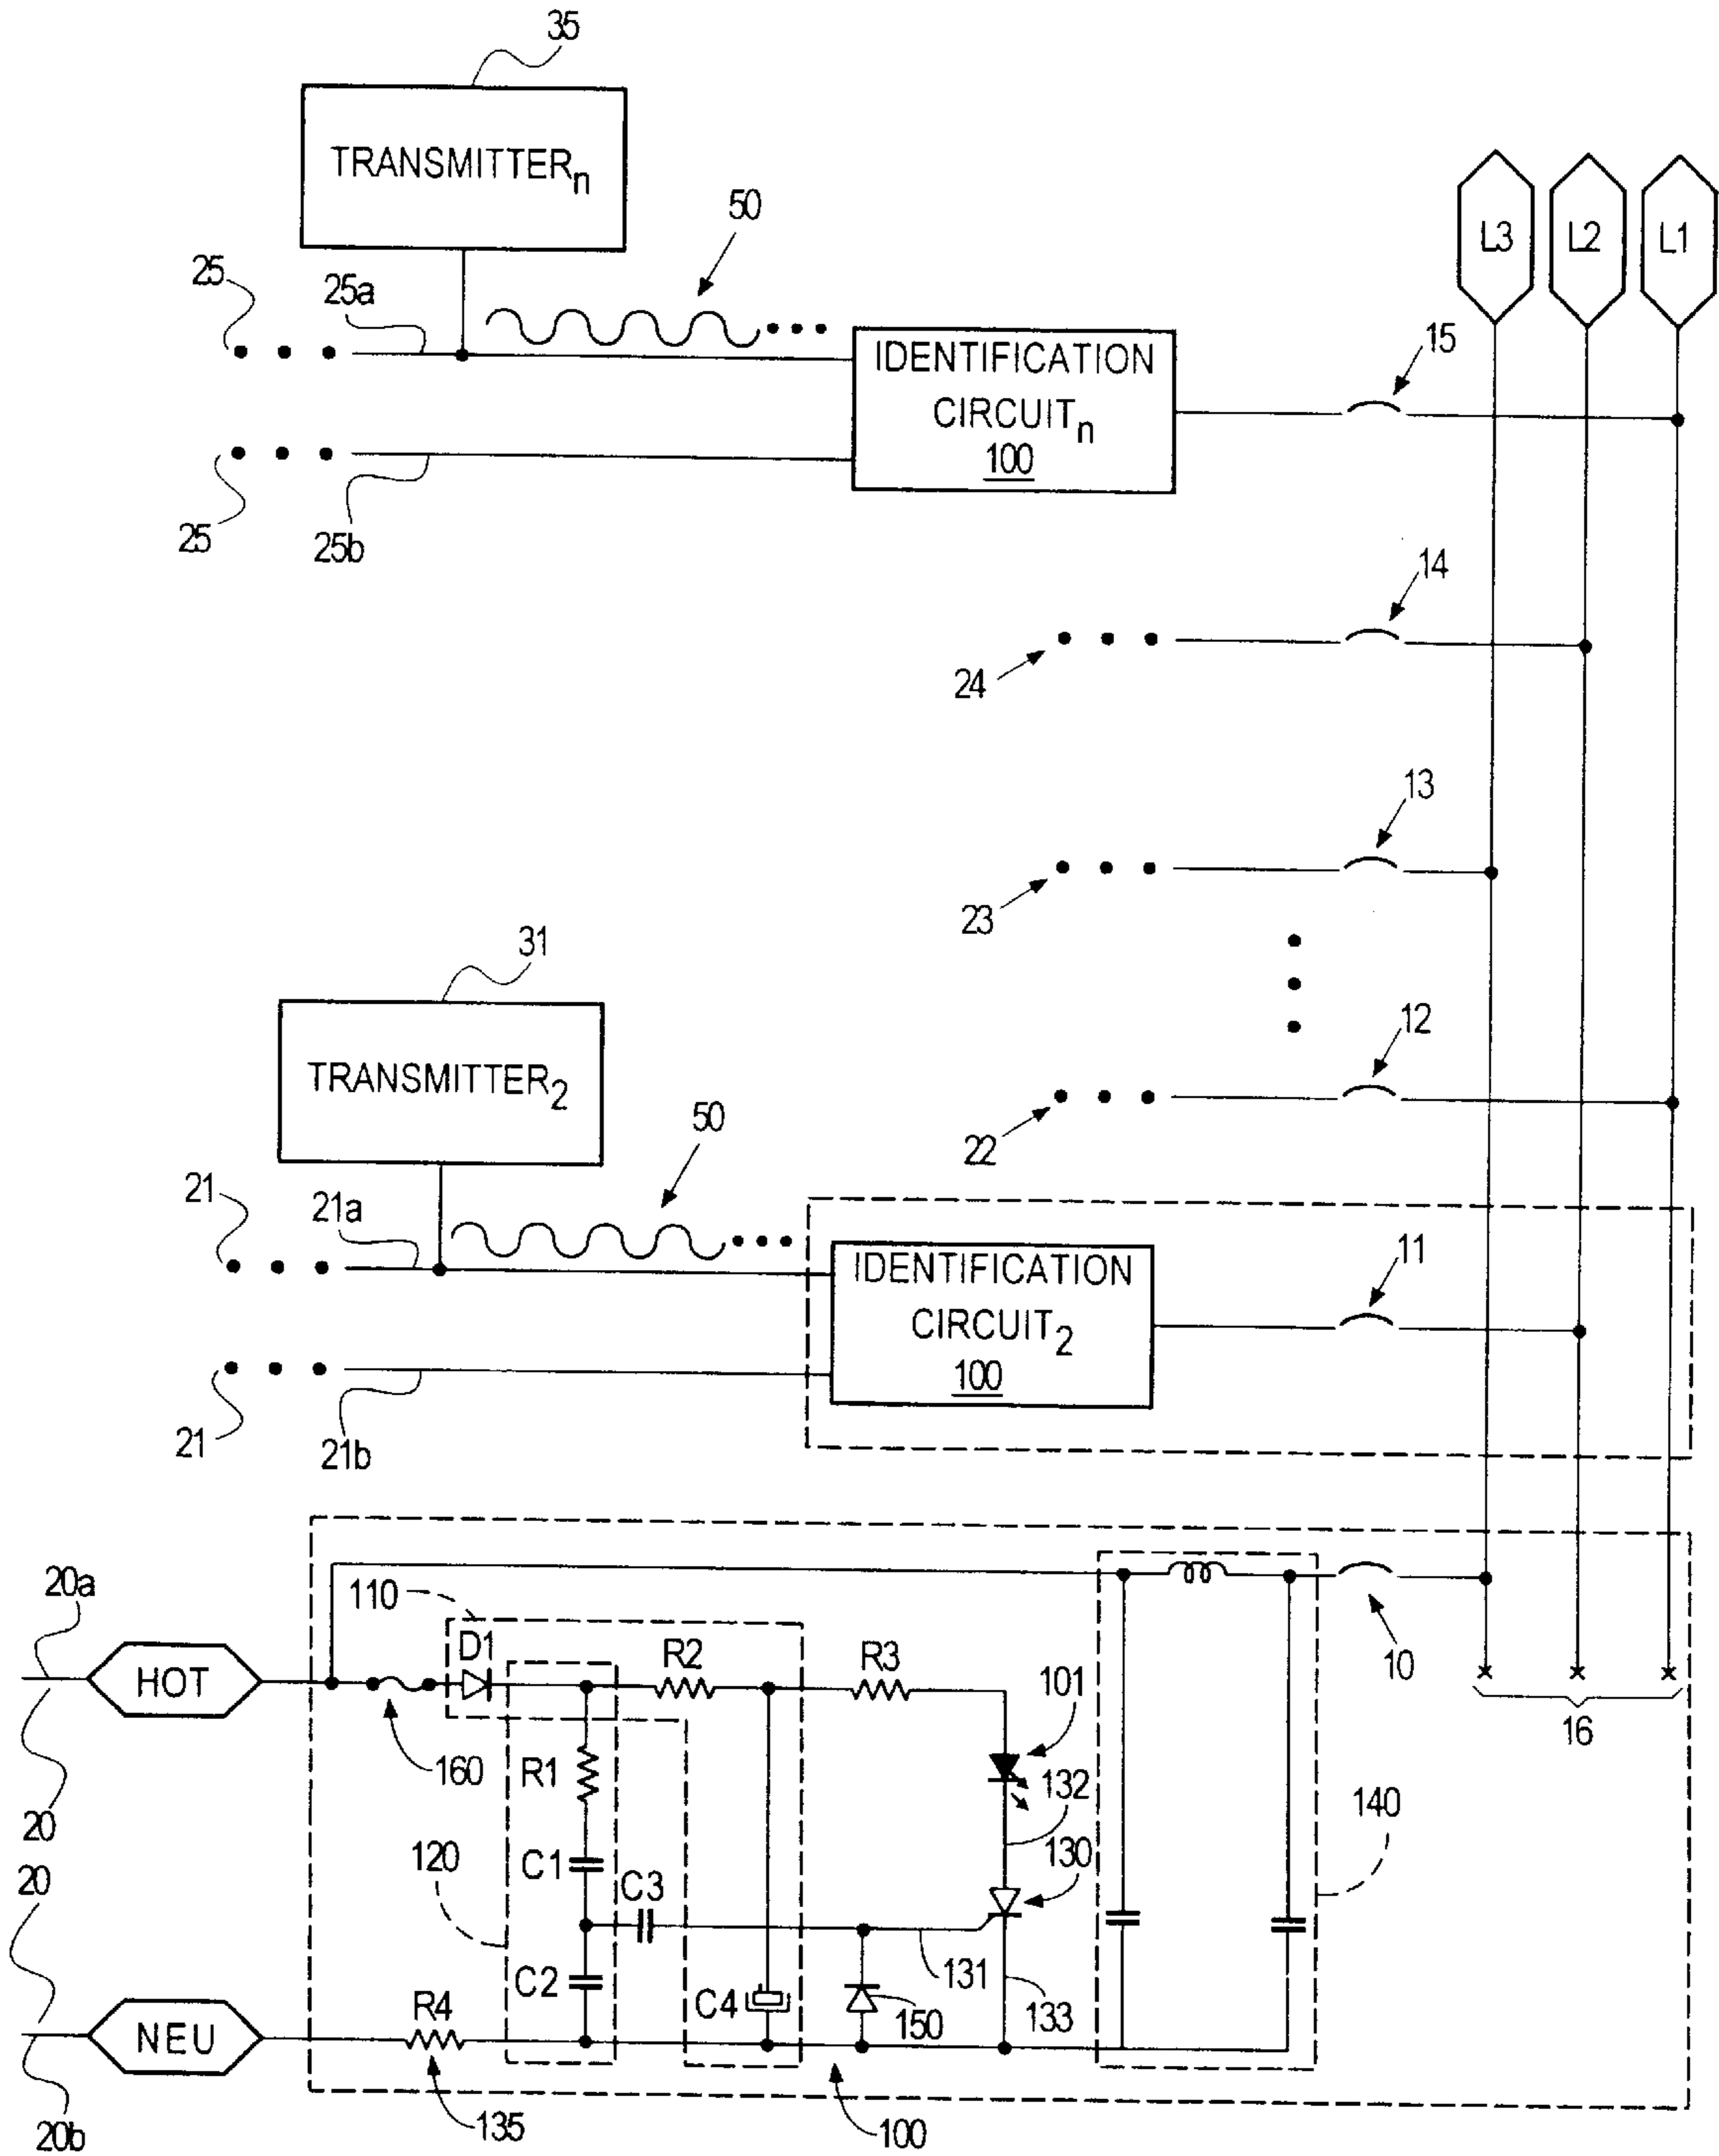 35
TRANSMITTERn
50
L3 L2 L1
25 25a
IDENTIFICATION
CIRCUITn
100
15
25 25b
14
24
13
23
31
TRANSMITTER2
12
22
50
21 21a
IDENTIFICATION
CIRCUIT2
100
11
21 21b
20a
110
HOT
D1
R2
R3
10
16
101
160
R1
132
140
20
130
120
C1
C3
20
131
C2
C4
150
133
NEU
R4
135
100
20b